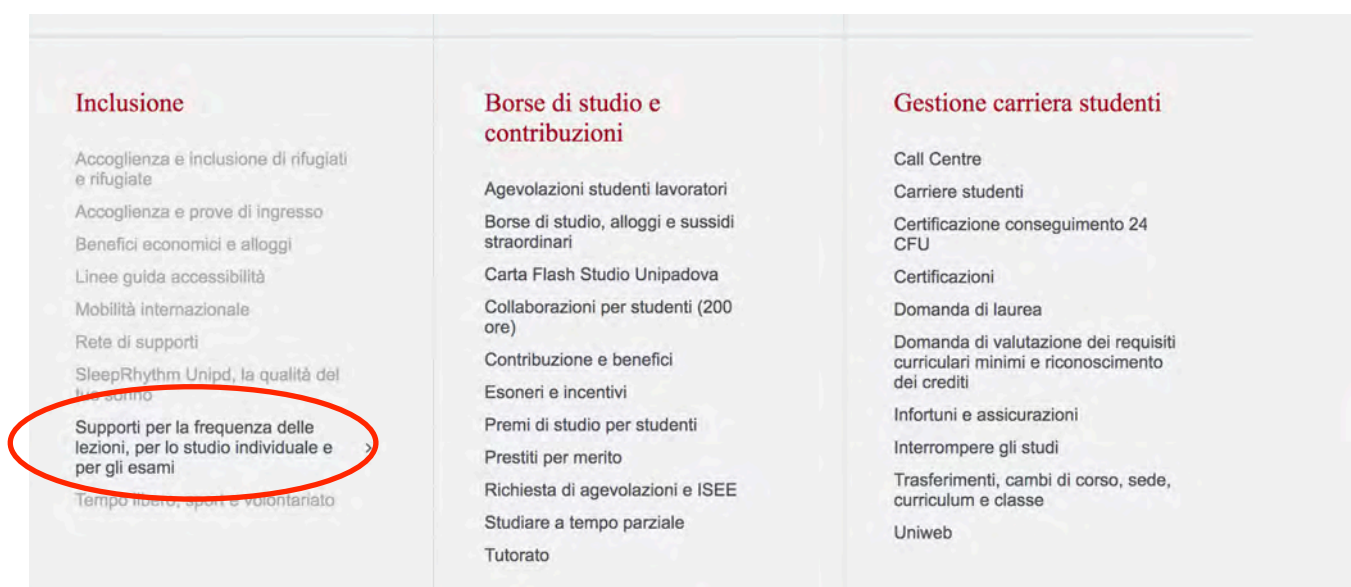 Inclusione
Accoglienza e inclusione di rifugiati
e rifugiate
Accoglienza e prove di ingresso
Benefici economici e alloggi
Linee guida accessibilità
Mobilità internazionale
Rete di supporti
SleepRhythm Unipd, la qualità del
tuo sonno
Supporti per la frequenza delle
lezioni, per lo studio individuale e >
per gli esami
Tempo libero, sport e volontariato
Borse di studio e
contribuzioni
Agevolazioni studenti lavoratori
Borse di studio, alloggi e sussidi
straordinari
Carta Flash Studio Unipadova
Collaborazioni per studenti (200
ore)
Contribuzione e benefici
Esoneri e incentivi
Premi di studio per studenti
Prestiti per merito
Richiesta di agevolazioni e ISEE
Studiare a tempo parziale
Tutorato
Gestione carriera studenti
Call Centre
Carriere studenti
Certificazione conseguimento 24
CFU
Certificazioni
Domanda di laurea
Domanda di valutazione dei requisiti
curriculari minimi e riconoscimento
dei crediti
Infortuni e assicurazioni
Interrompere gli studi
Trasferimenti, cambi di corso, sede,
curriculum e classe
Uniweb